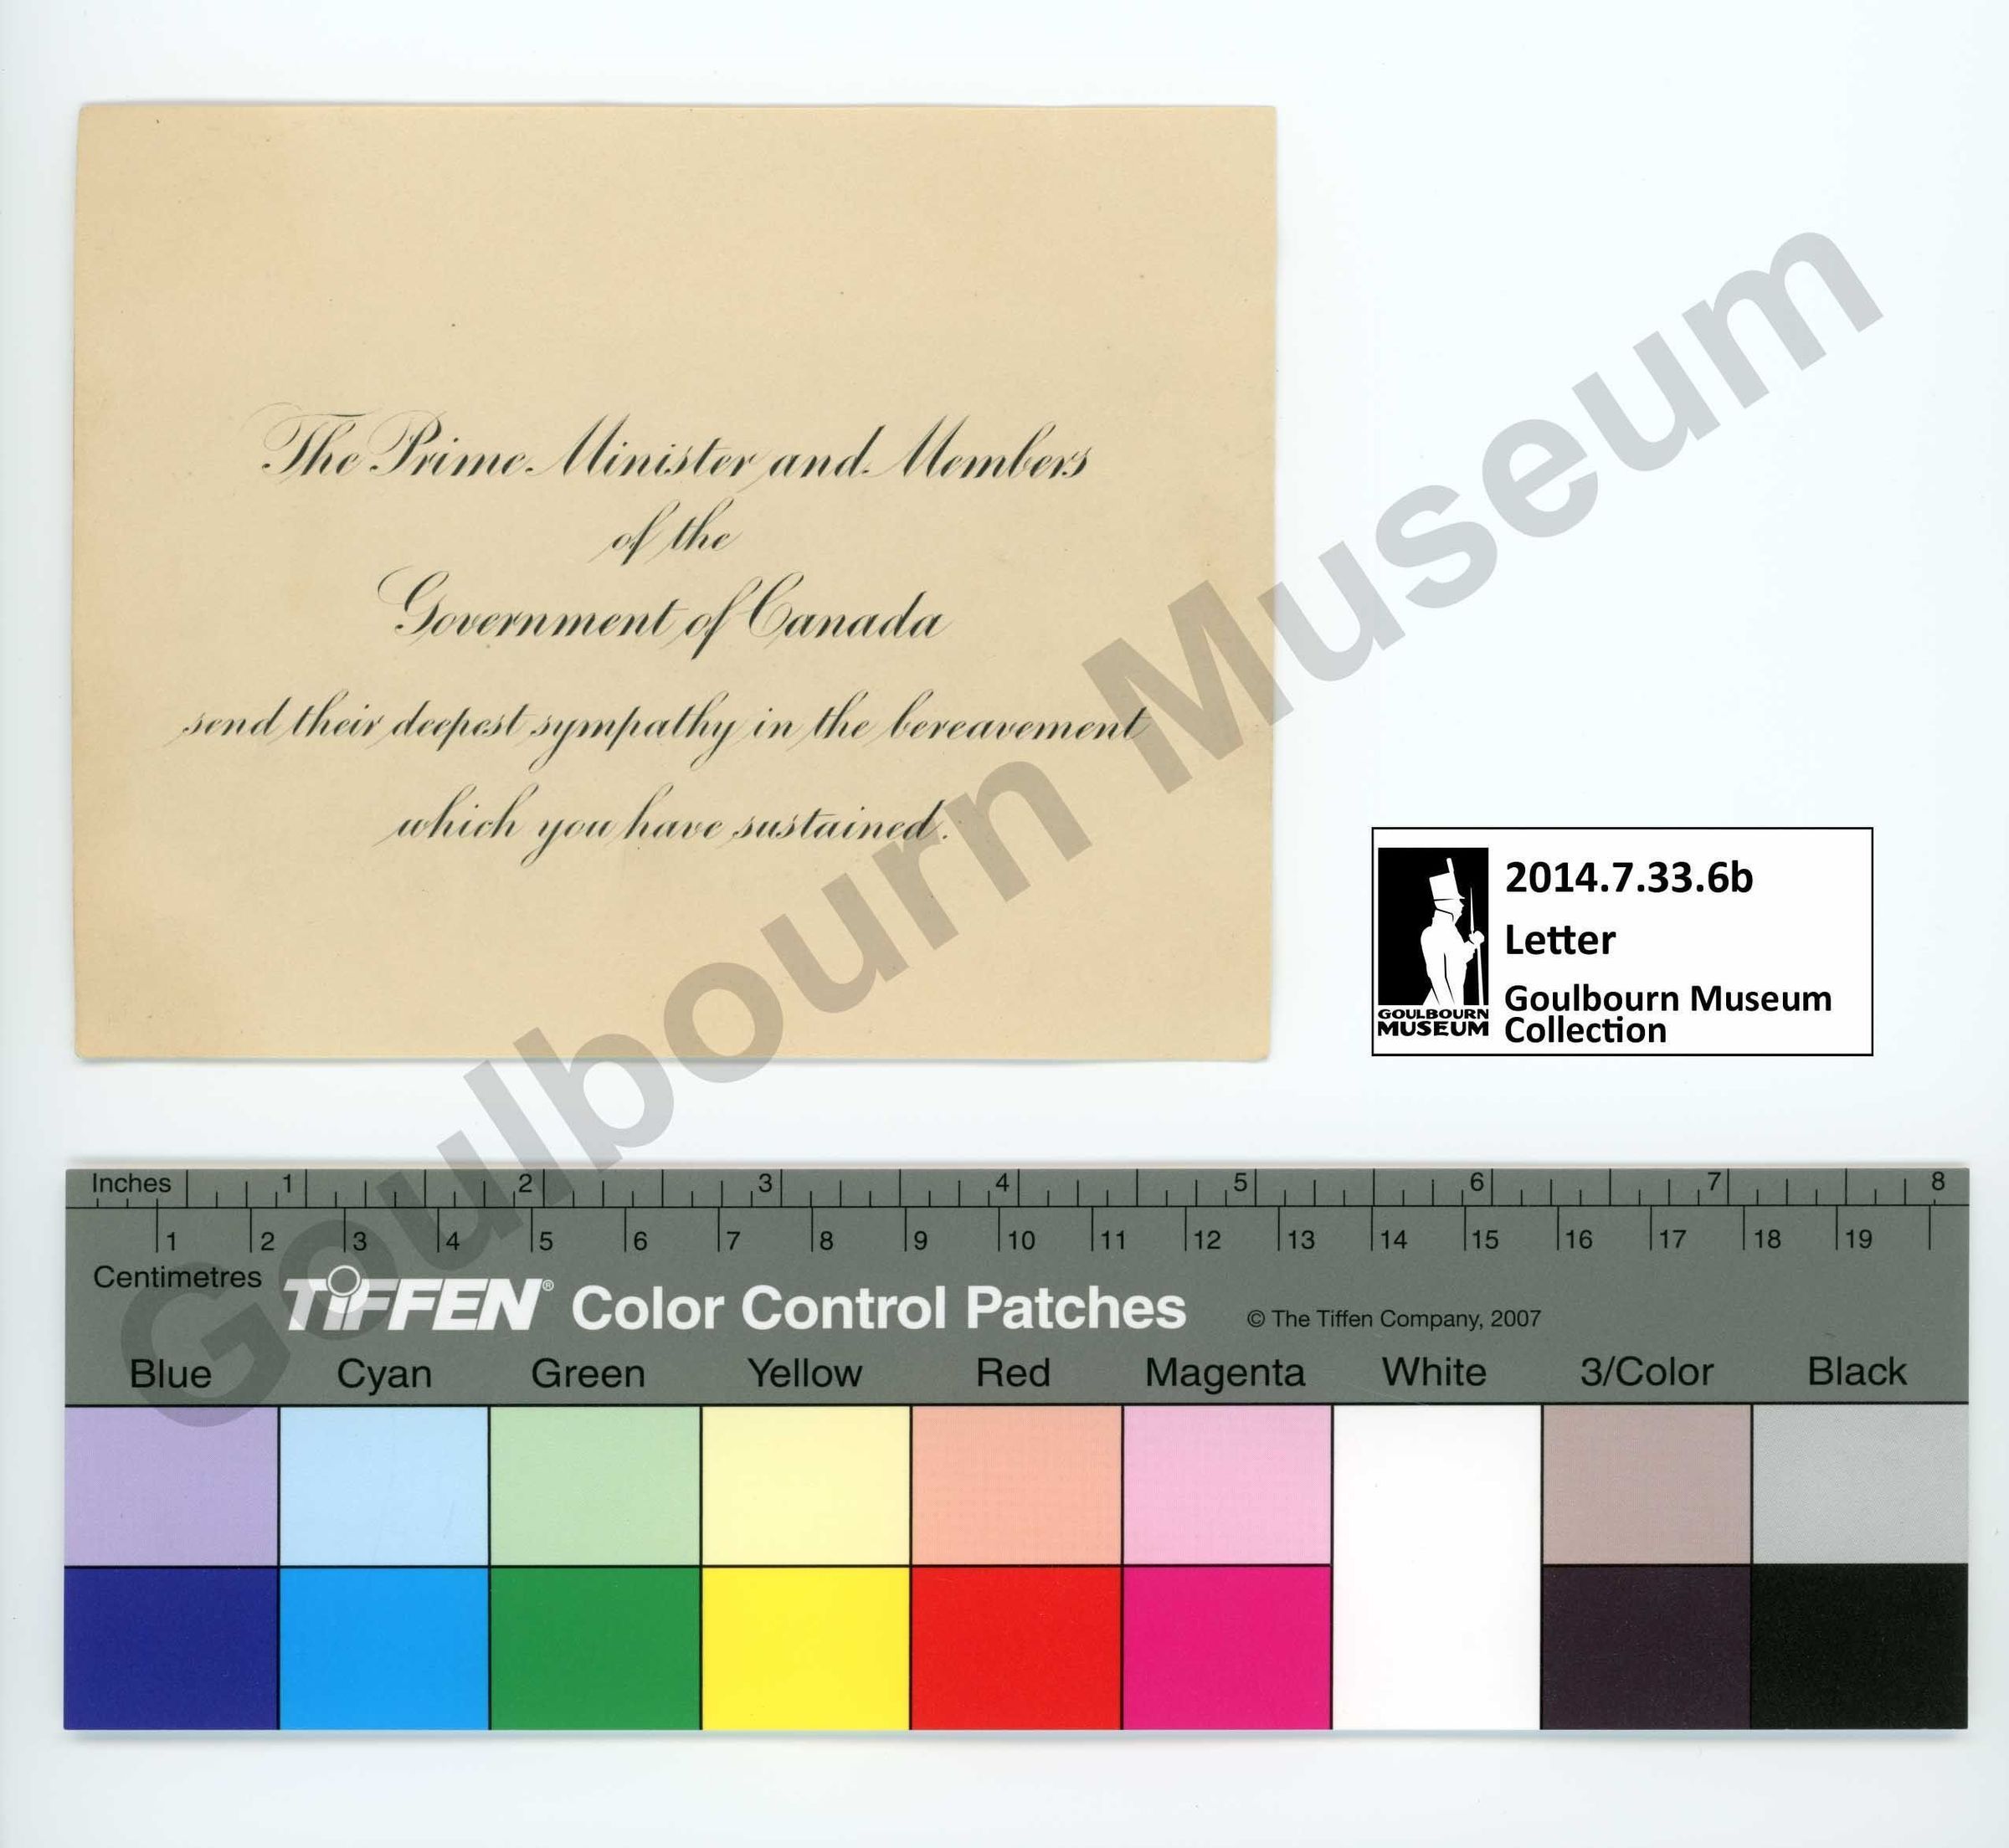 The Prime Minister and Members
of the
Government of Canada
send their deepest sympathy in the bereavement
which you have sustained.
Goulbourn Museum
2014.7.33.6b
Letter
Goulbourn Museum
Collection
GOULBOURN
MUSEUM
Inches 1 2 3 4 5 6 7 8
1 2 3 4 5 6 7 8 9 10 11 12 13 14 15 16 17 18 19
Centimetres
TIFFEN® Color Control Patches © The Tiffen Company, 2007
Blue Cyan Green Yellow Red Magenta White 3/Color Black